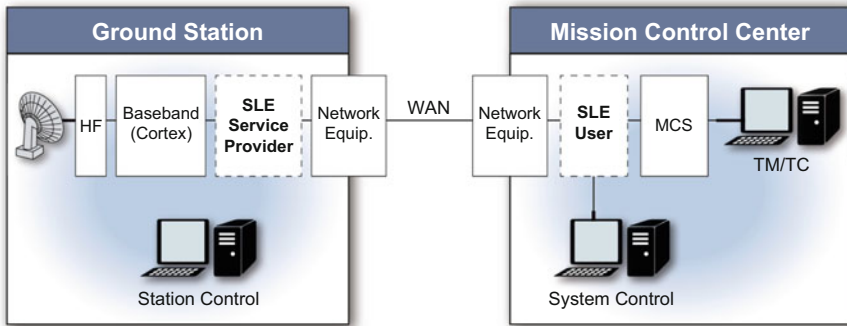 Ground Station
HF
Baseband
(Cortex)
SLE
Service
Provider
Network
Equip.
Station Control
WAN
Mission Control Center
Network
Equip.
SLE
User
MCS
TM/TC
System Control